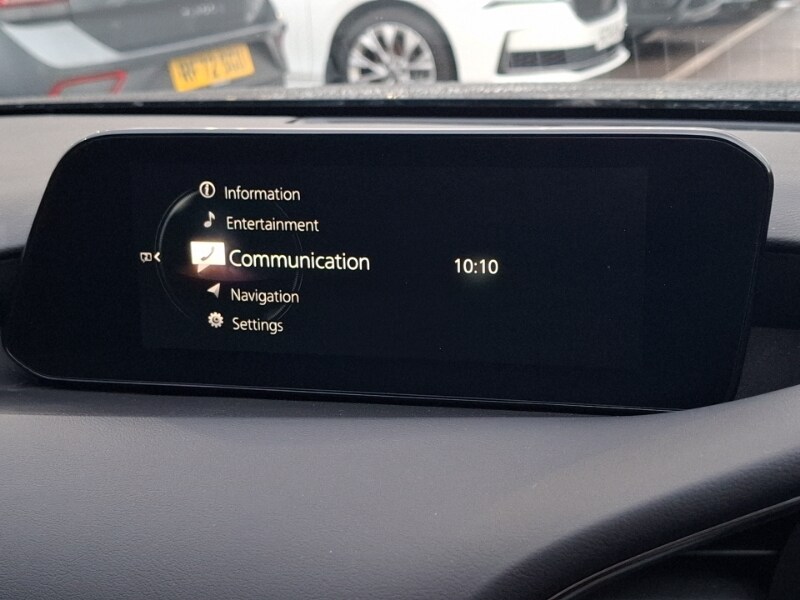 Information
Entertainment
Communication
10:10
Navigation
Settings